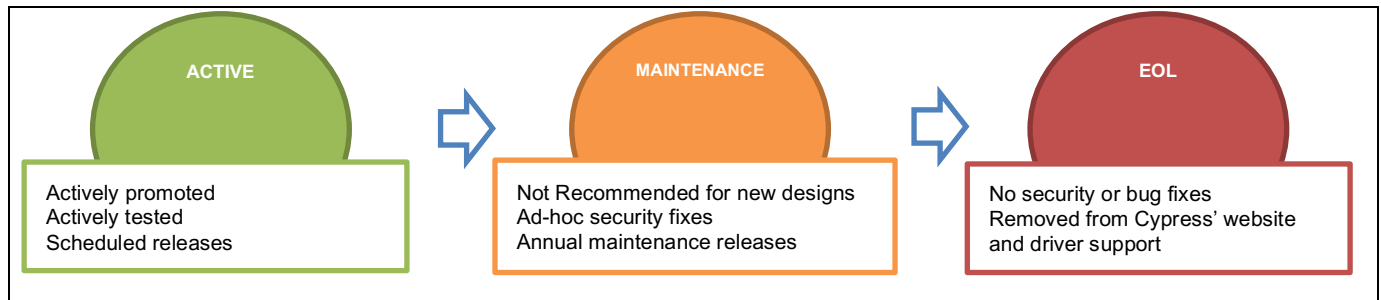 ACTIVE
Actively promoted
Actively tested
Scheduled releases
MAINTENANCE
Not Recommended for new designs
Ad-hoc security fixes
Annual maintenance releases
EOL
No security or bug fixes
Removed from Cypress’ website
and driver support